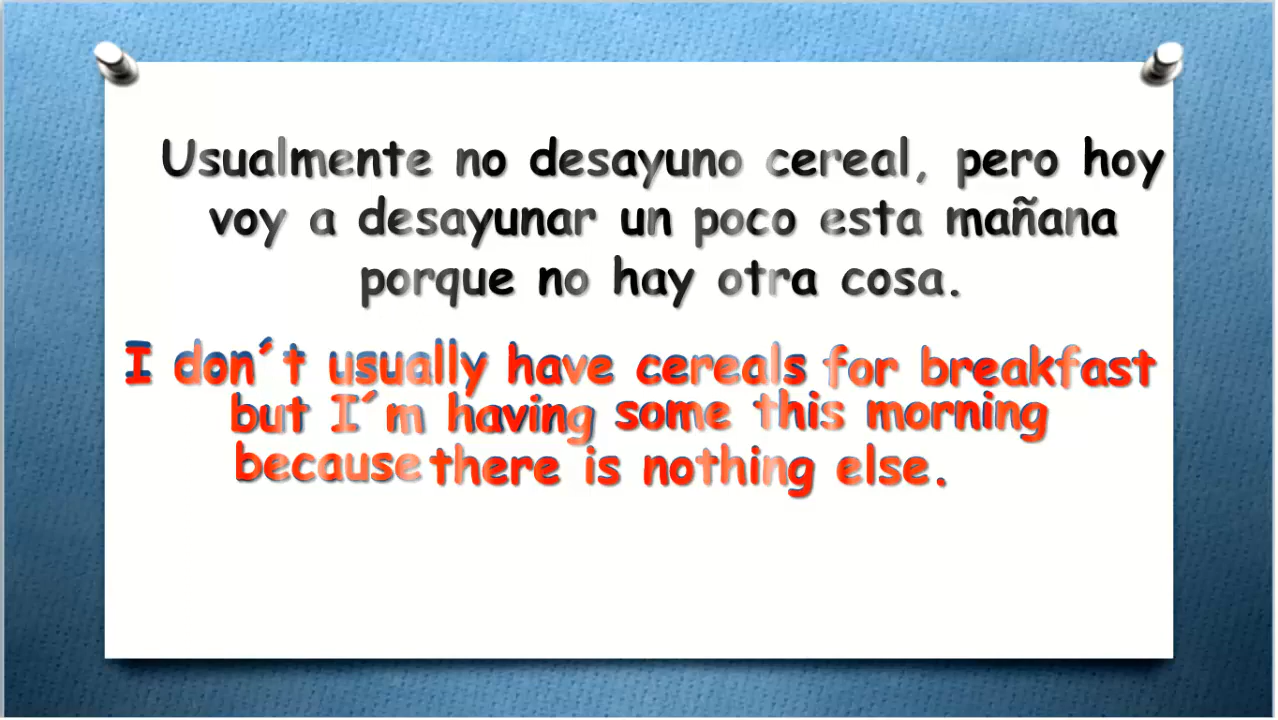 Usualmente no desayuno cereal, pero hoy
voy a desayunar un poco esta mañana
porque no hay otra cosa.
I don´t usually have cereals for breakfast
but I´m having some this morning
because there is nothing else.